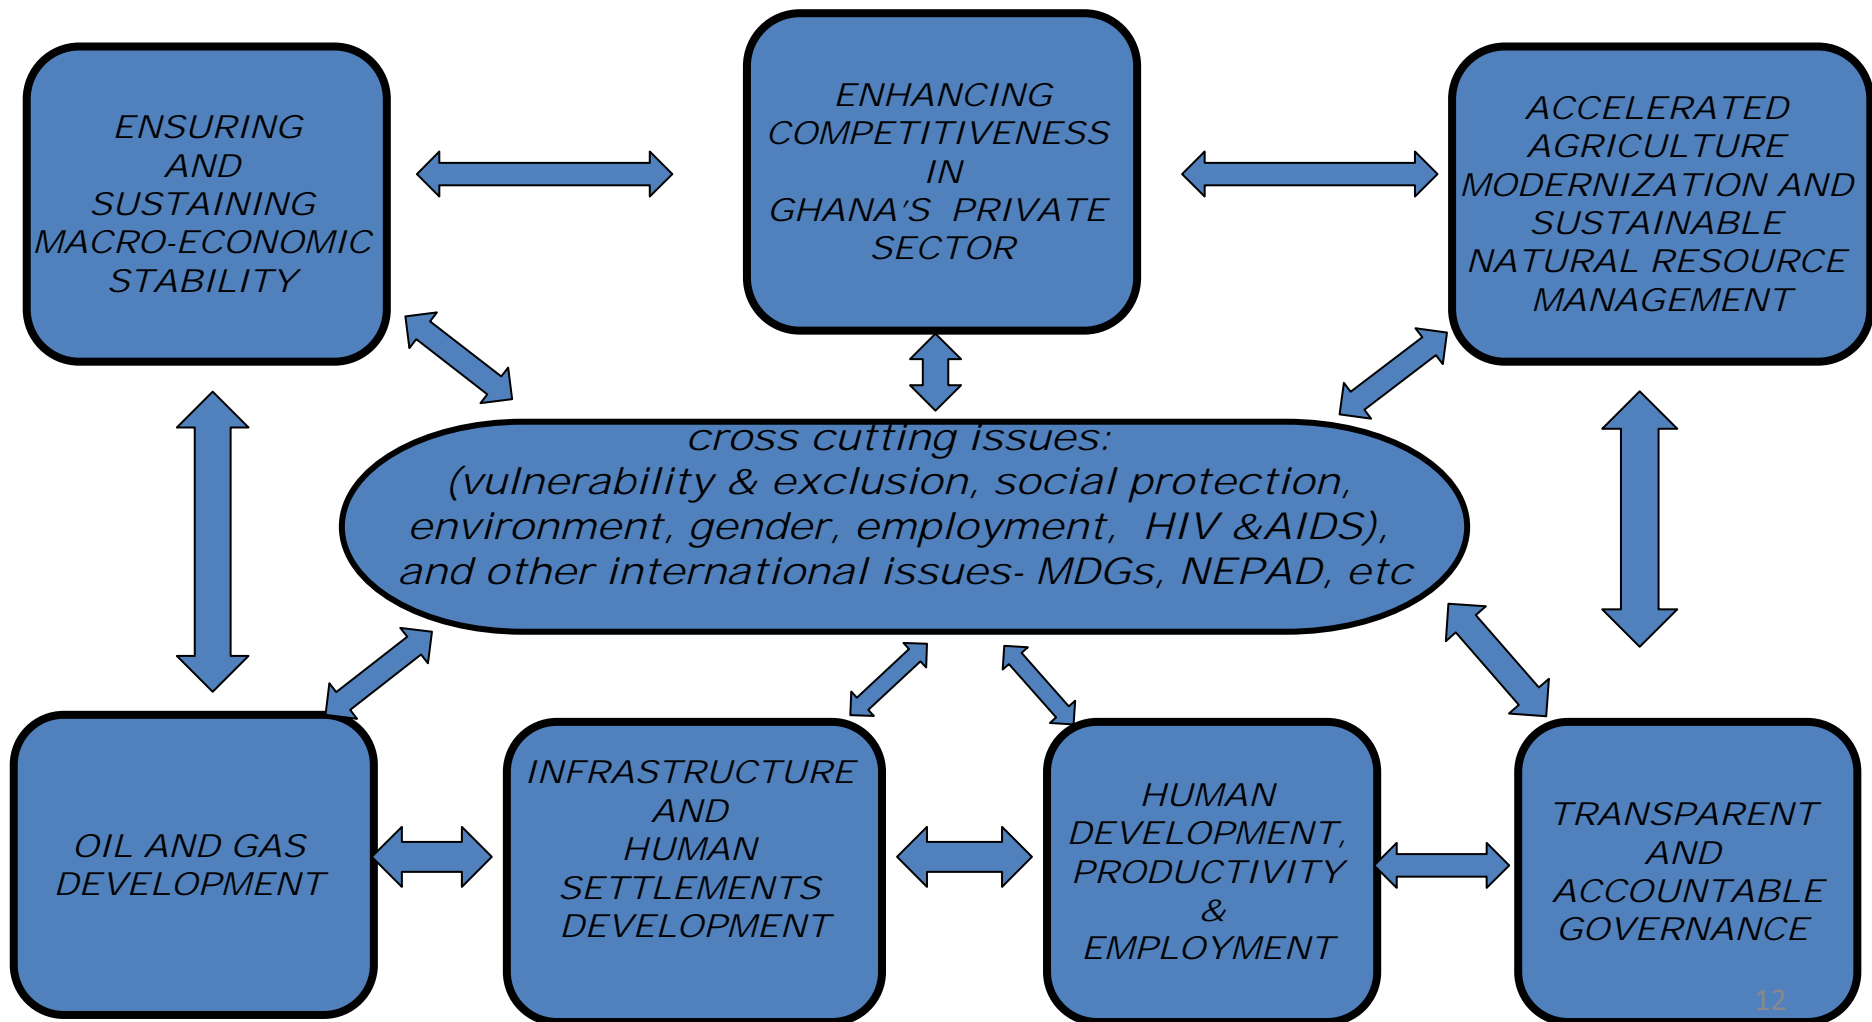 ENSURING
AND
SUSTAINING
MACRO-ECONOMIC
STABILITY
ENHANCING
COMPETITIVENESS
IN
GHANA'S PRIVATE
SECTOR
ACCELERATED
AGRICULTURE
MODERNIZATION AND
SUSTAINABLE
NATURAL RESOURCE
MANAGEMENT
cross cutting issues:
(vulnerability & exclusion, social protection,
environment, gender, employment, HIV &AIDS),
and other international issues- MDGs, NEPAD, etc
OIL AND GAS
DEVELOPMENT
INFRASTRUCTURE
AND
HUMAN
SETTLEMENTS
DEVELOPMENT
HUMAN
DEVELOPMENT,
PRODUCTIVITY
&
EMPLOYMENT
TRANSPARENT
AND
ACCOUNTABLE
GOVERNANCE
12